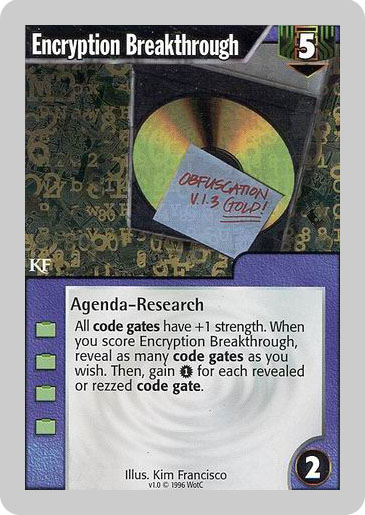 Encryption Breakthrough
5
OBFUSCATION
V.1.3 GOLD!
KF
Agenda-Research
All code gates have +1 strength. When
you score Encryption Breakthrough,
reveal as many code gates as you
wish. Then, gain 1 for each revealed
or rezzed code gate.
Illus. Kim Francisco
v1.0 © 1996 WotC
2